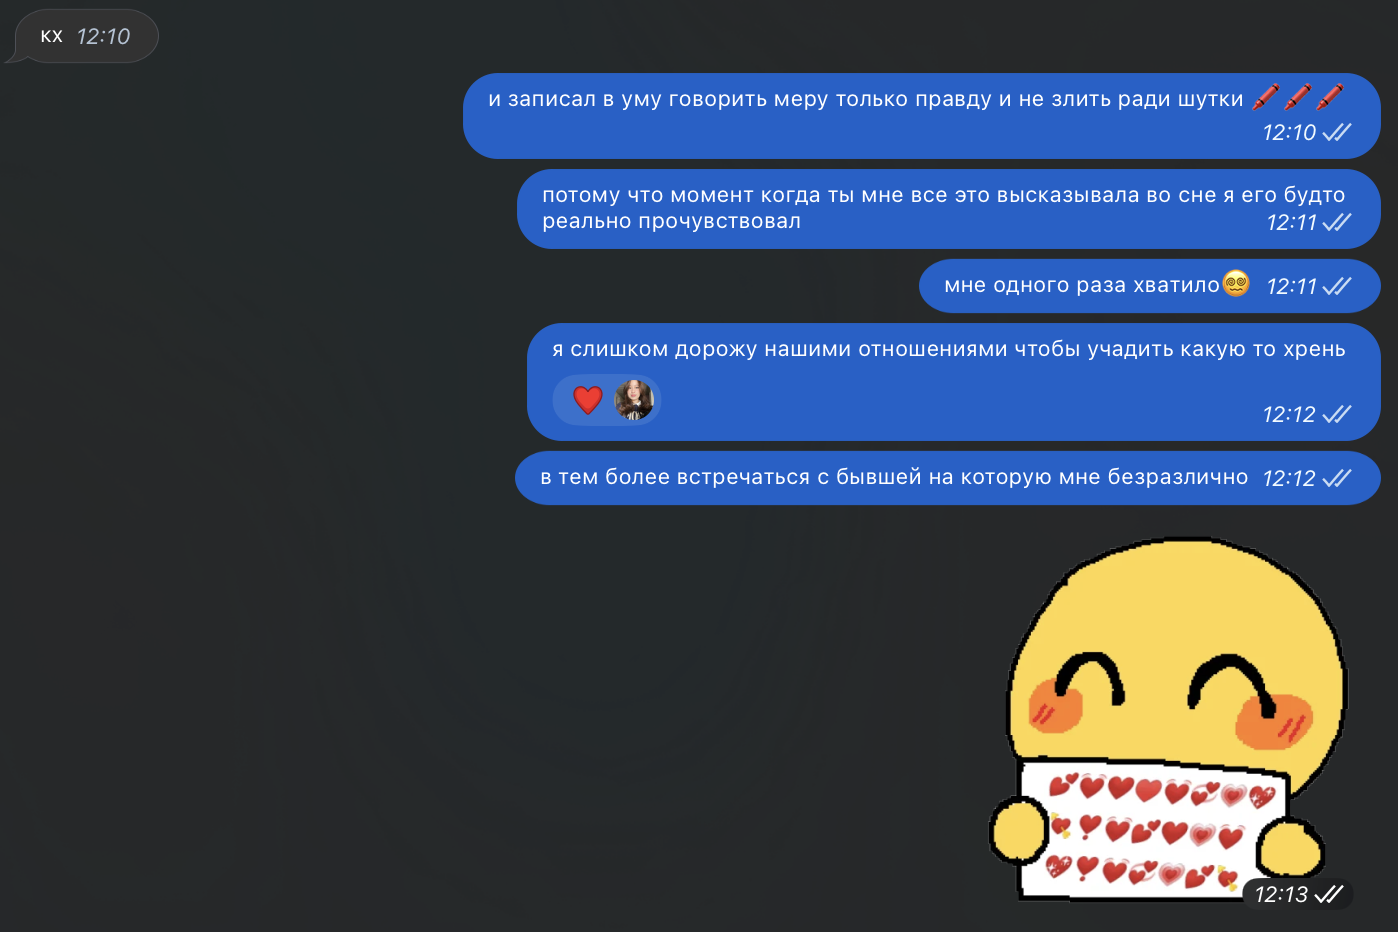 кх 12:10
и записал в уму говорить меру только правду и не злить ради шутки 🖍🖍🖍
12:10
потому что момент когда ты мне все это высказывала во сне я его будто
реально прочувствовал 12:11
мне одного раза хватило😵‍💫 12:11
я слишком дорожу нашими отношениями чтобы учадить какую то хрень
❤️ 12:12
в тем более встречаться с бывшей на которую мне безразлично 12:12
12:13